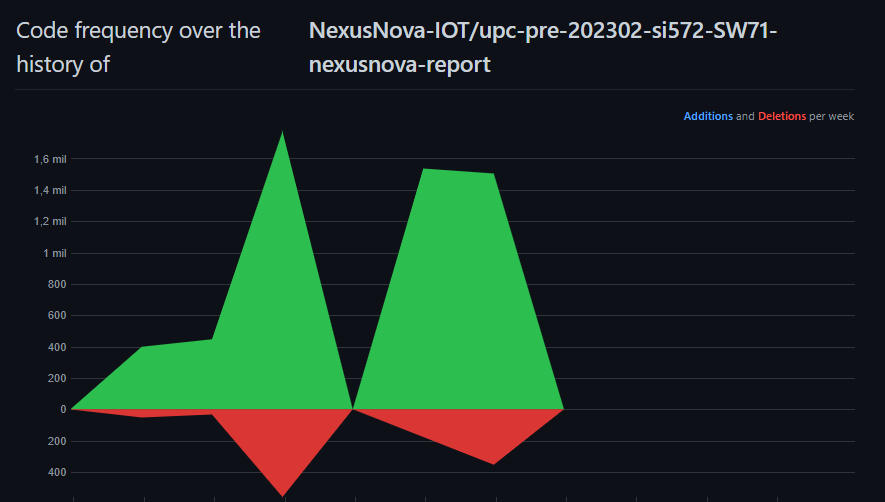 Code frequency over the history of
NexusNova-IOT/upc-pre-202302-si572-SW71-nexusnova-report
Additions and Deletions per week
1,6 mil
1,4 mil
1,2 mil
1 mil
800
600
400
200
0
200
400